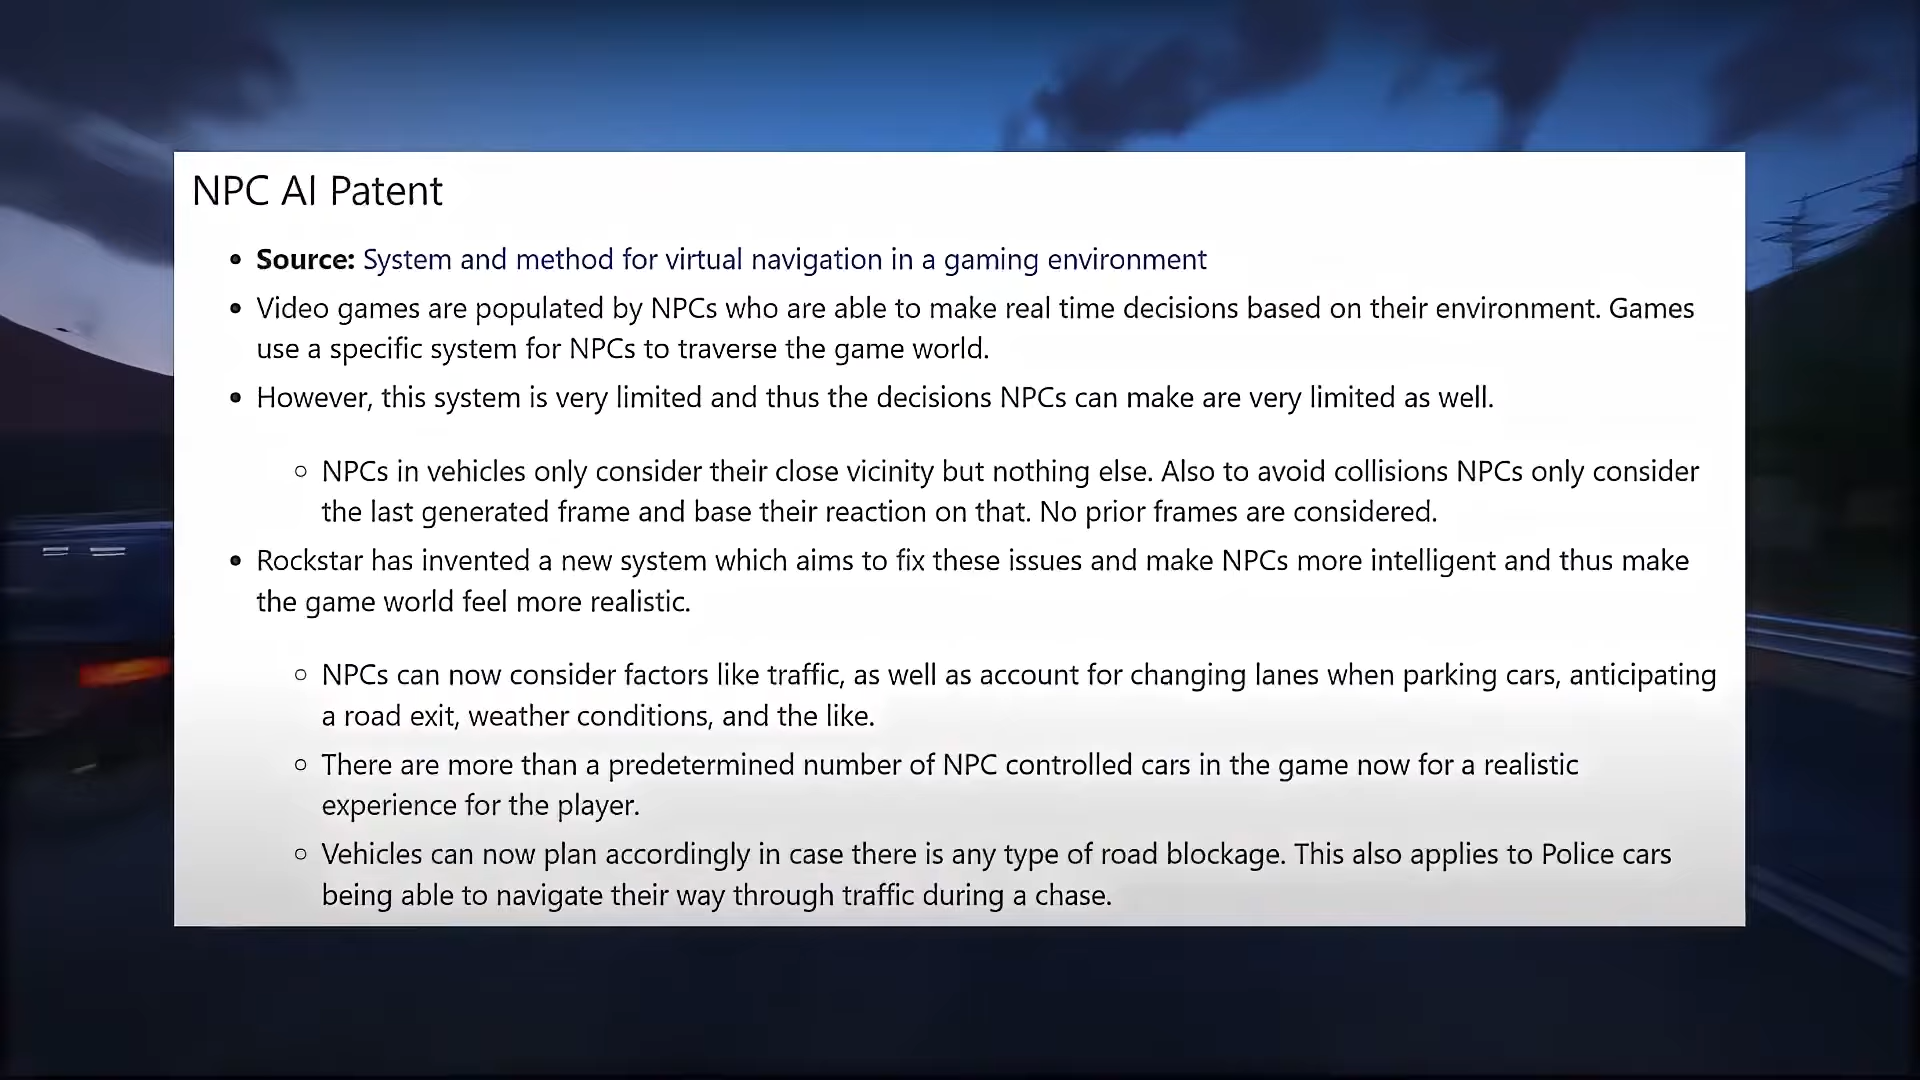 NPC AI Patent
• Source: System and method for virtual navigation in a gaming environment
• Video games are populated by NPCs who are able to make real time decisions based on their environment. Games
use a specific system for NPCs to traverse the game world.
• However, this system is very limited and thus the decisions NPCs can make are very limited as well.
○ NPCs in vehicles only consider their close vicinity but nothing else. Also to avoid collisions NPCs only consider
the last generated frame and base their reaction on that. No prior frames are considered.
• Rockstar has invented a new system which aims to fix these issues and make NPCs more intelligent and thus make
the game world feel more realistic.
○ NPCs can now consider factors like traffic, as well as account for changing lanes when parking cars, anticipating
a road exit, weather conditions, and the like.
○ There are more than a predetermined number of NPC controlled cars in the game now for a realistic
experience for the player.
○ Vehicles can now plan accordingly in case there is any type of road blockage. This also applies to Police cars
being able to navigate their way through traffic during a chase.